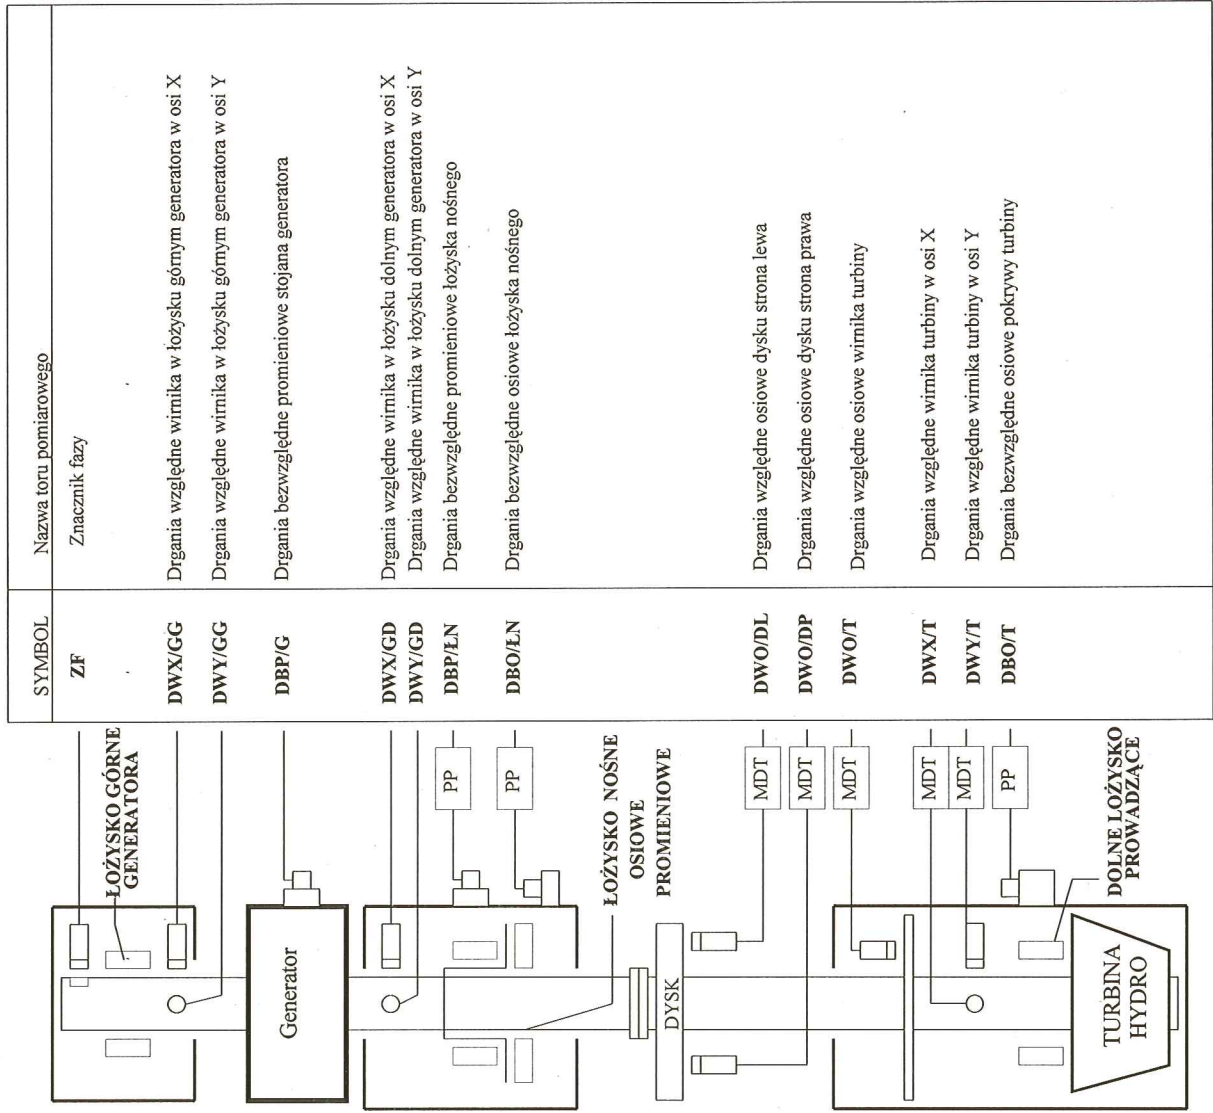 SYMBOL Nazwa toru pomiarowego
ZF Znacznik fazy
DWX/GG Drgania względne wirnika w łożysku górnym generatora w osi X
DWY/GG Drgania względne wirnika w łożysku górnym generatora w osi Y
DBP/G Drgania bezwzględne promieniowe stojana generatora
DWX/GD Drgania względne wirnika w łożysku dolnym generatora w osi X
DWY/GD Drgania względne wirnika w łożysku dolnym generatora w osi Y
DBP/ŁN Drgania bezwzględne promieniowe łożyska nośnego
DBO/ŁN Drgania bezwzględne osiowe łożyska nośnego
DWO/DL Drgania względne osiowe dysku strona lewa
DWO/DP Drgania względne osiowe dysku strona prawa
DWO/T Drgania względne osiowe wirnika turbiny
DWX/T Drgania względne wirnika turbiny w osi X
DWY/T Drgania względne wirnika turbiny w osi Y
DBO/T Drgania bezwzględne osiowe pokrywy turbiny
ŁOŻYSKO GÓRNE
GENERATORA
Generator
PP
PP
ŁOŻYSKO NOŚNE
OSIOWE
PROMIENIOWE
DYSK
MDT
MDT
MDT
MDT
MDT
PP
DOLNE ŁOŻYSKO
PROWADZĄCE
TURBINA
HYDRO